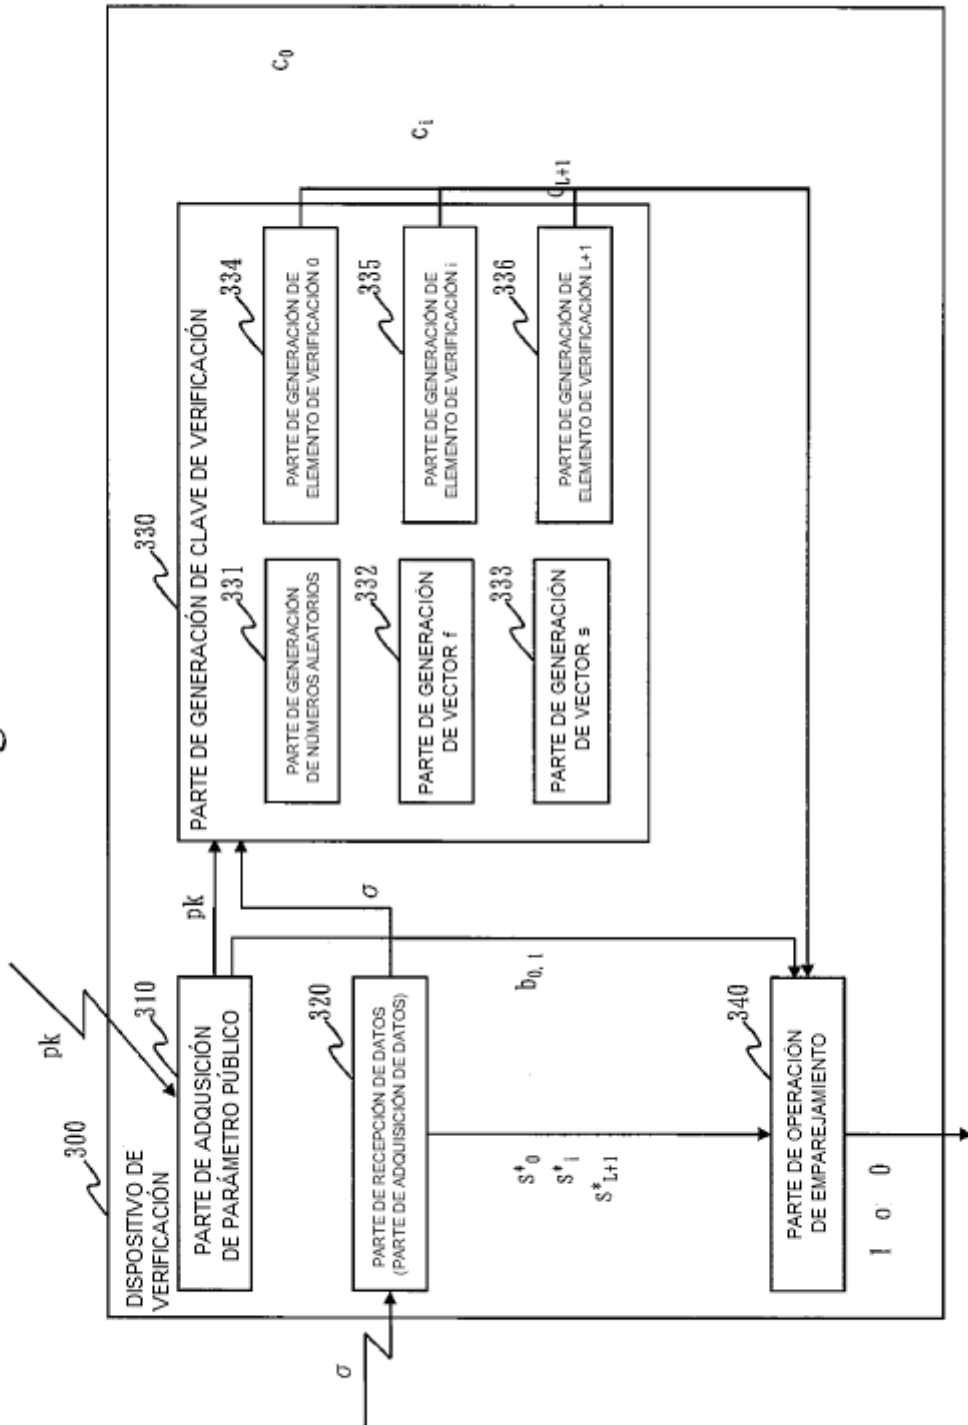 300
DISPOSITIVO DE
VERIFICACIÓN
pk
310
PARTE DE ADQUSICIÓN
DE PARÁMETRO PÚBLICO
pk
σ
320
PARTE DE RECEPCIÓN DE DATOS
(PARTE DE ADQUISICIÓN DE DATOS)
σ
330
PARTE DE GENERACIÓN DE CLAVE DE VERIFICACIÓN
331
PARTE DE GENERACIÓN
DE NÚMEROS ALEATORIOS
332
PARTE DE GENERACIÓN
DE VECTOR f
333
PARTE DE GENERACIÓN
DE VECTOR s
334
PARTE DE GENERACIÓN DE
ELEMENTO DE VERIFICACIÓN 0
335
PARTE DE GENERACIÓN DE
ELEMENTO DE VERIFICACIÓN i
336
PARTE DE GENERACIÓN DE
ELEMENTO DE VERIFICACIÓN L+1
c0
ci
cL+1
b0,1
s*0
s*i
s*L+1
340
PARTE DE OPERACIÓN
DE EMPAREJAMIENTO
1 o 0